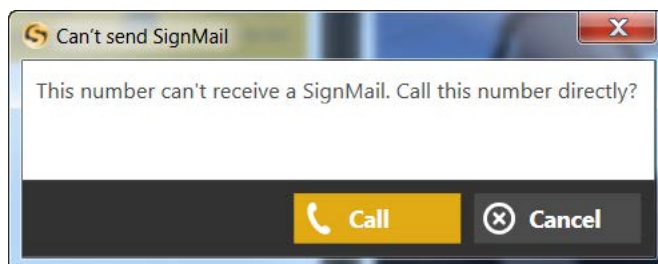 Can't send SignMail
This number can't receive a SignMail. Call this number directly?
Call
Cancel